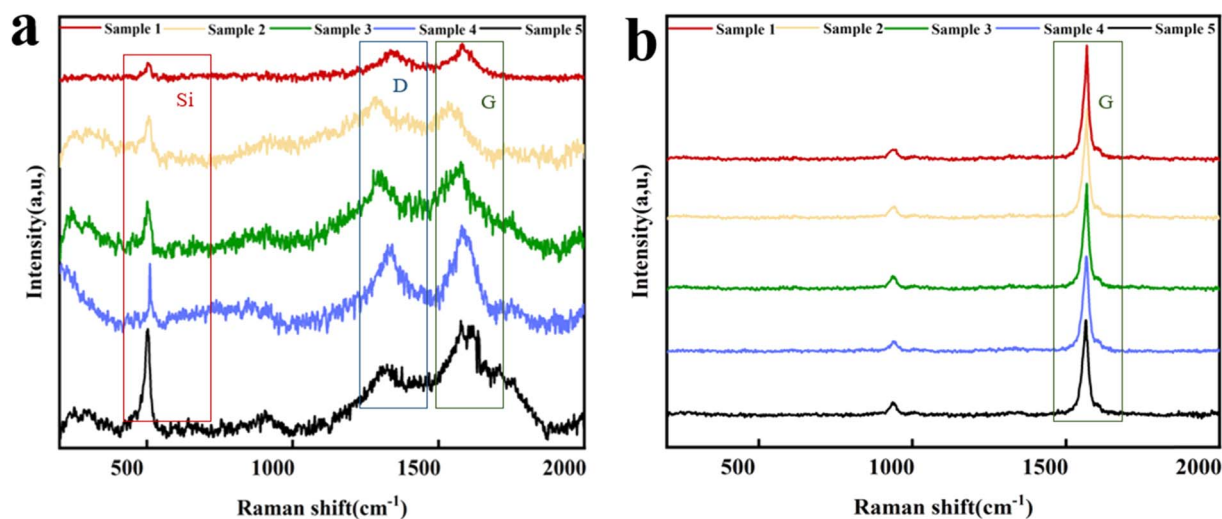 a
Sample 1 Sample 2 Sample 3 Sample 4 Sample 5
Si
D
G
Intensity(a,u.)
500 1000 1500 2000
Raman shift(cm⁻¹)
b
Sample 1 Sample 2 Sample 3 Sample 4 Sample 5
G
Intensity(a,u,)
500 1000 1500 2000
Raman shift(cm⁻¹)